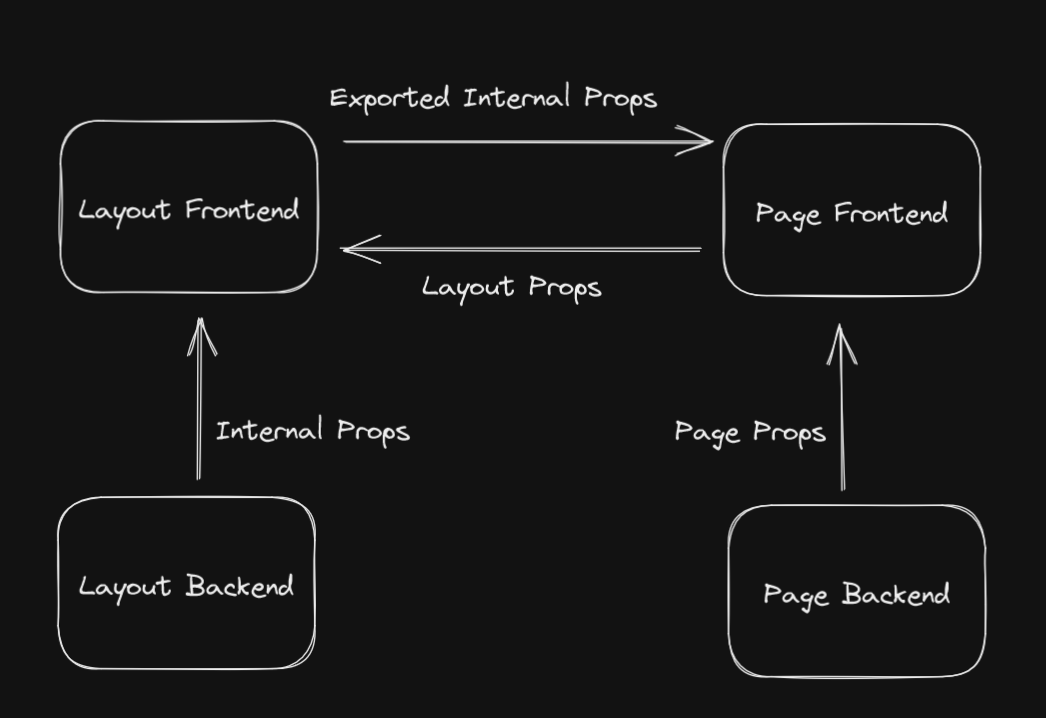 Exported Internal Props
Layout Frontend
Page Frontend
Layout Props
Internal Props
Page Props
Layout Backend
Page Backend